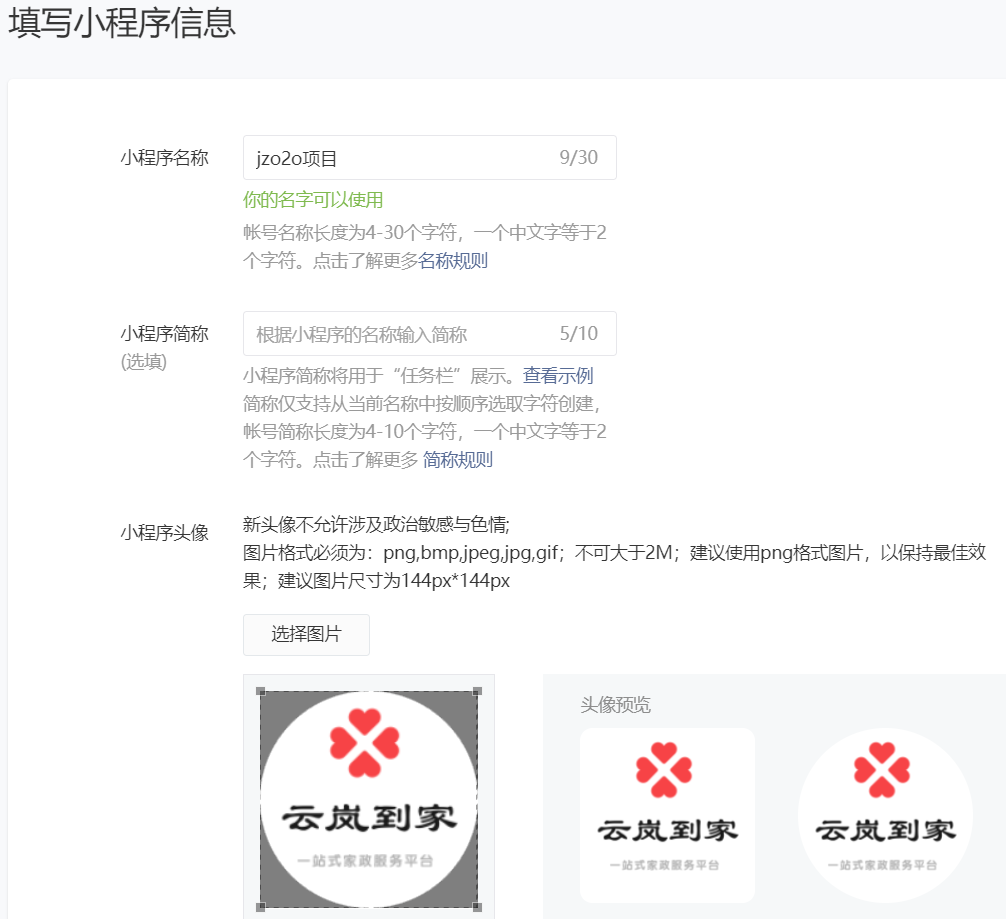 填写小程序信息
小程序名称
jzo2o项目
9/30
你的名字可以使用
帐号名称长度为4-30个字符，一个中文字等于2
个字符。点击了解更多名称规则
小程序简称
(选填)
根据小程序的名称输入简称
5/10
小程序简称将用于“任务栏”展示。查看示例
简称仅支持从当前名称中按顺序选取字符创建，
帐号简称长度为4-10个字符，一个中文字等于2
个字符。点击了解更多 简称规则
小程序头像
新头像不允许涉及政治敏感与色情;
图片格式必须为：png,bmp,jpeg,jpg,gif；不可大于2M；建议使用png格式图片，以保持最佳效
果；建议图片尺寸为144px*144px
选择图片
云岚到家
一站式家政服务平台
头像预览
云岚到家
一站式家政服务平台
云岚到家
一站式家政服务平台